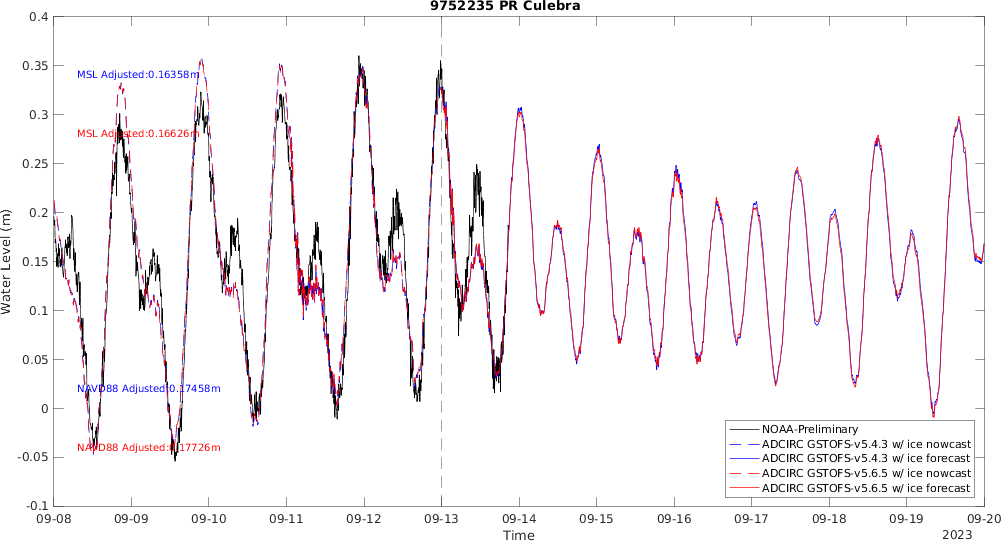 9752235 PR Culebra
0.4
0.35
0.3
0.25
0.2
0.15
0.1
0.05
0
-0.05
-0.1
Water Level (m)
MSL Adjusted:0.16358m
MSL Adjusted:0.16626m
NAVD88 Adjusted:0.17458m
NAVD88 Adjusted:0.17726m
NOAA-Preliminary
ADCIRC GSTOFS-v5.4.3 w/ ice nowcast
ADCIRC GSTOFS-v5.4.3 w/ ice forecast
ADCIRC GSTOFS-v5.6.5 w/ ice nowcast
ADCIRC GSTOFS-v5.6.5 w/ ice forecast
09-08 09-09 09-10 09-11 09-12 09-13 09-14 09-15 09-16 09-17 09-18 09-19 09-20
Time
2023